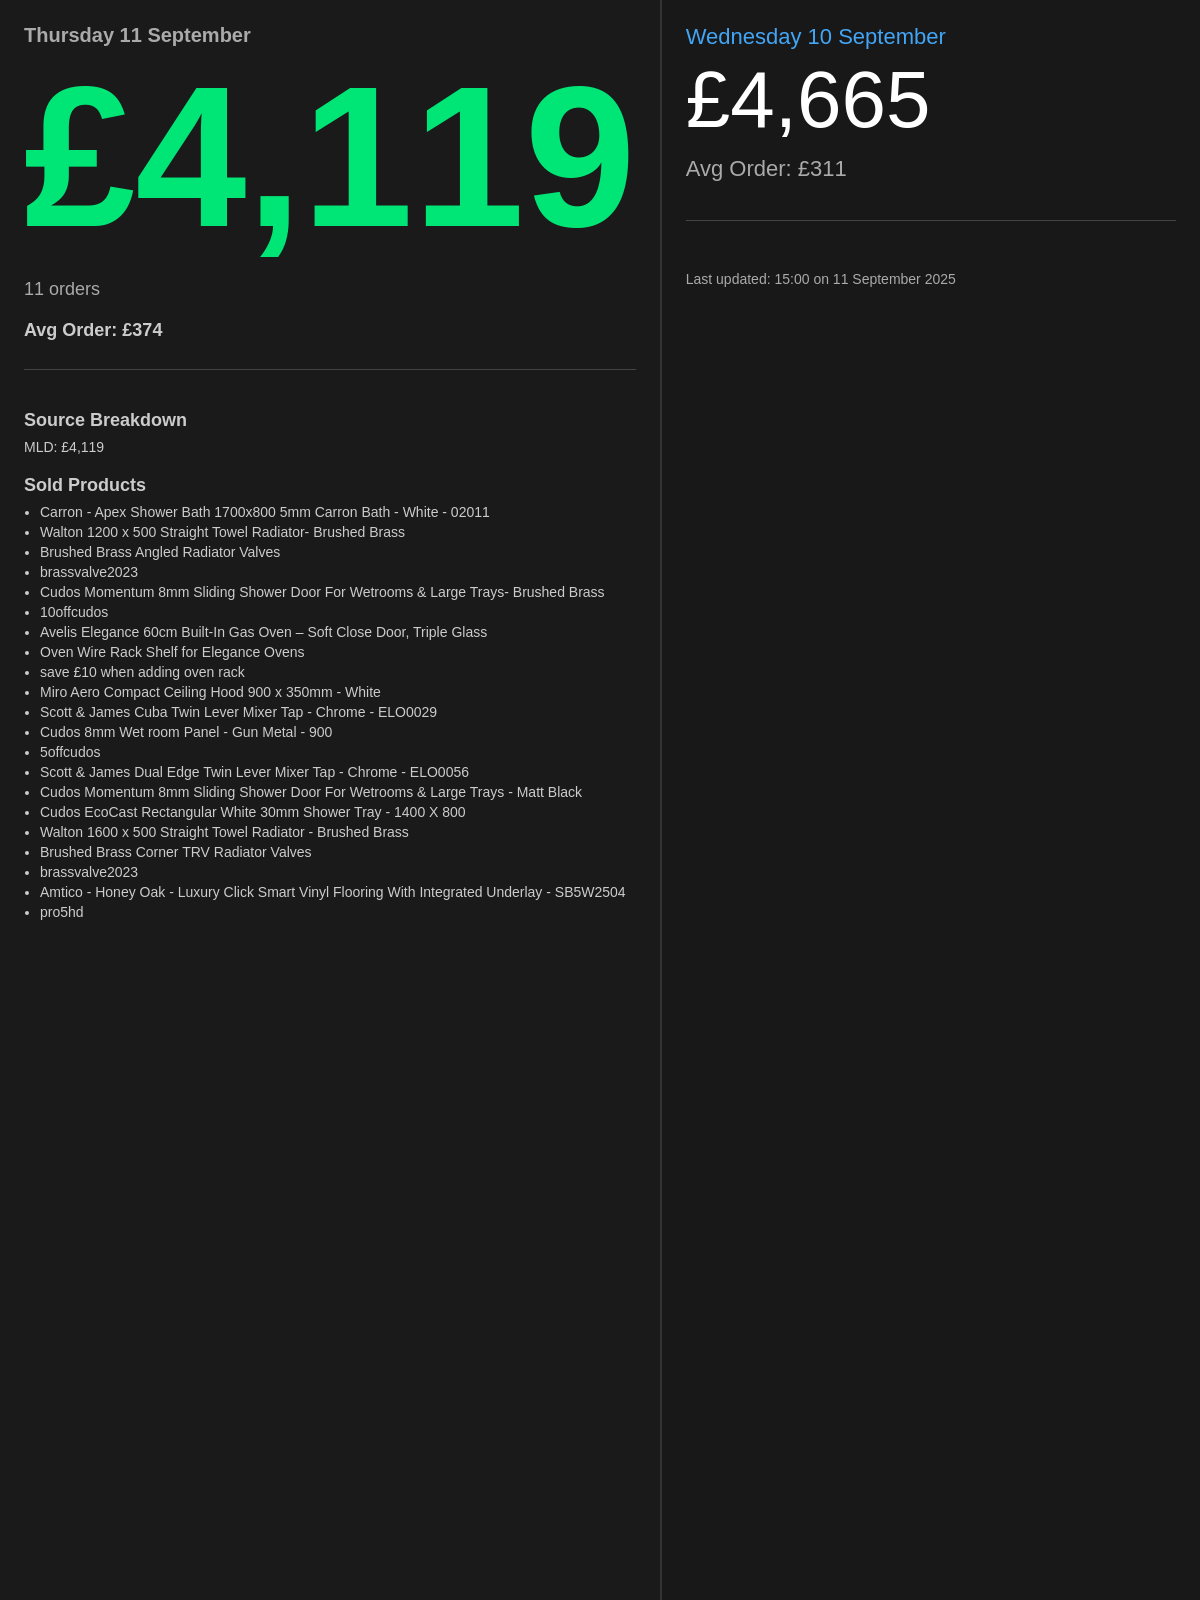 Thursday 11 September
£4,119
11 orders
Avg Order: £374
Source Breakdown
MLD: £4,119
Sold Products
• Carron - Apex Shower Bath 1700x800 5mm Carron Bath - White - 02011
• Walton 1200 x 500 Straight Towel Radiator- Brushed Brass
• Brushed Brass Angled Radiator Valves
• brassvalve2023
• Cudos Momentum 8mm Sliding Shower Door For Wetrooms & Large Trays- Brushed Brass
• 10offcudos
• Avelis Elegance 60cm Built-In Gas Oven – Soft Close Door, Triple Glass
• Oven Wire Rack Shelf for Elegance Ovens
• save £10 when adding oven rack
• Miro Aero Compact Ceiling Hood 900 x 350mm - White
• Scott & James Cuba Twin Lever Mixer Tap - Chrome - ELO0029
• Cudos 8mm Wet room Panel - Gun Metal - 900
• 5offcudos
• Scott & James Dual Edge Twin Lever Mixer Tap - Chrome - ELO0056
• Cudos Momentum 8mm Sliding Shower Door For Wetrooms & Large Trays - Matt Black
• Cudos EcoCast Rectangular White 30mm Shower Tray - 1400 X 800
• Walton 1600 x 500 Straight Towel Radiator - Brushed Brass
• Brushed Brass Corner TRV Radiator Valves
• brassvalve2023
• Amtico - Honey Oak - Luxury Click Smart Vinyl Flooring With Integrated Underlay - SB5W2504
• pro5hd
Wednesday 10 September
£4,665
Avg Order: £311
Last updated: 15:00 on 11 September 2025